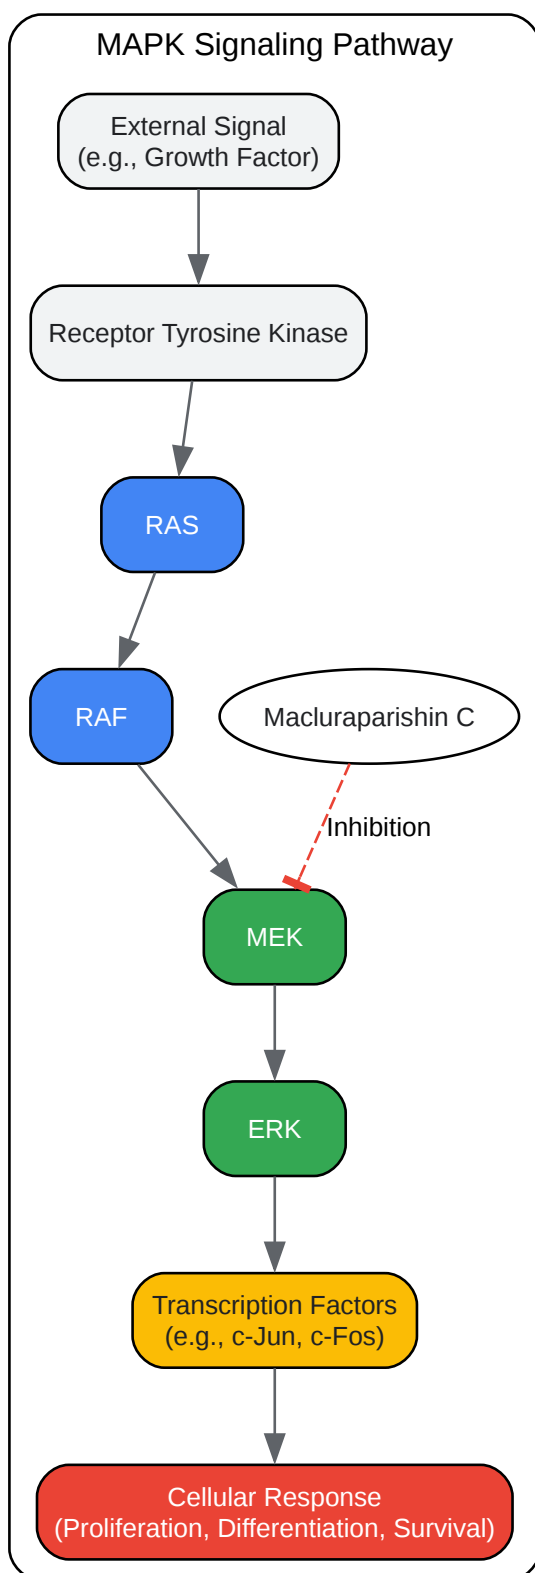 MAPK Signaling Pathway
External Signal
(e.g., Growth Factor)
Receptor Tyrosine Kinase
RAS
RAF
Macluraparishin C
Inhibition
MEK
ERK
Transcription Factors
(e.g., c-Jun, c-Fos)
Cellular Response
(Proliferation, Differentiation, Survival)